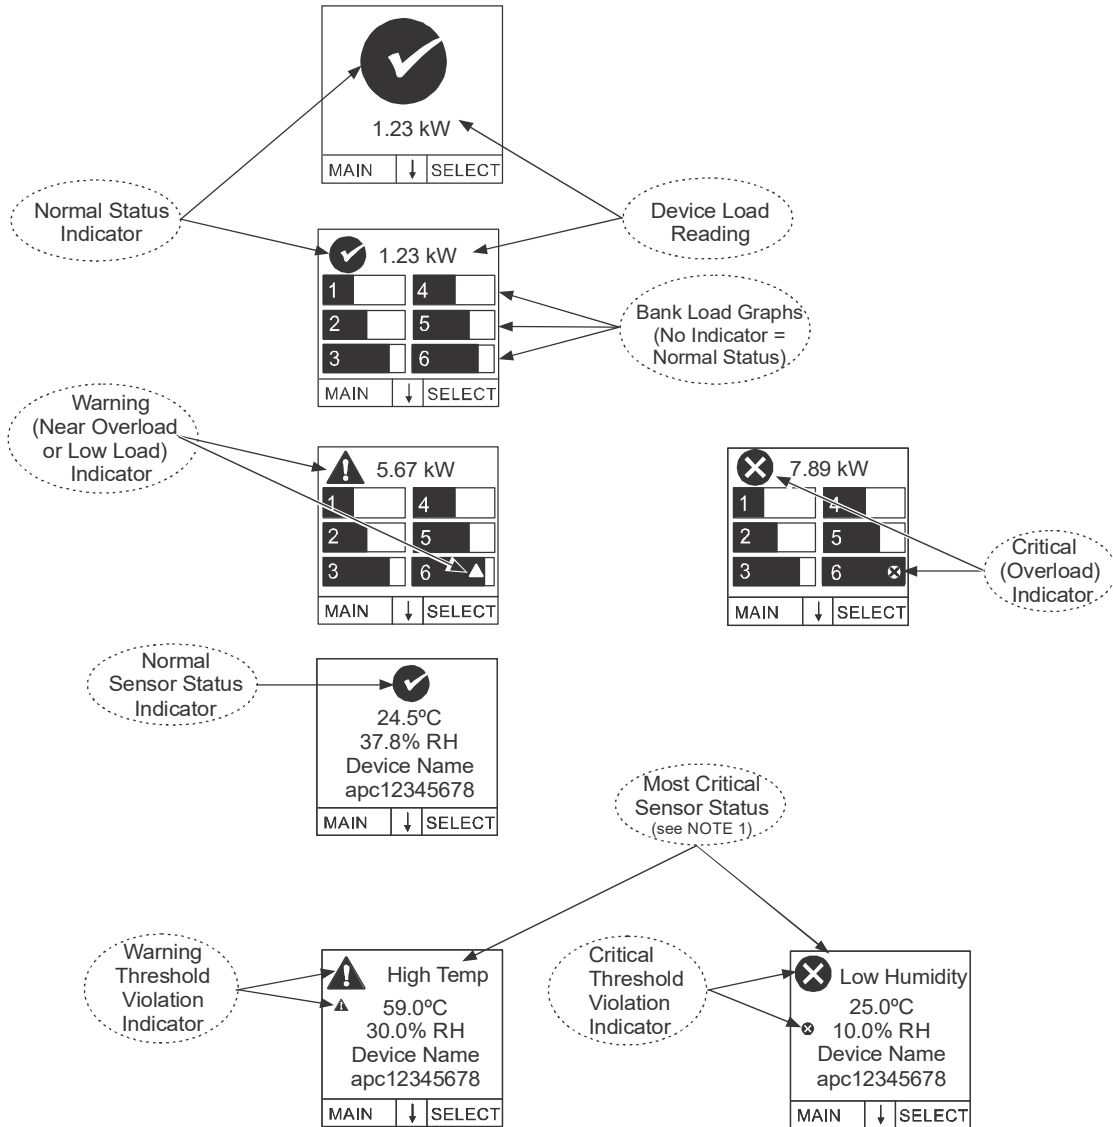 1.23 kW
MAIN ↓ SELECT
Normal Status
Indicator
Device Load
Reading
1.23 kW
1 4
2 5
3 6
MAIN ↓ SELECT
Bank Load Graphs
(No Indicator =
Normal Status)
Warning
(Near Overload
or Low Load)
Indicator
5.67 kW
1 4
2 5
3 6
MAIN ↓ SELECT
7.89 kW
1 4
2 5
3 6
MAIN ↓ SELECT
Critical
(Overload)
Indicator
Normal
Sensor Status
Indicator
24.5ºC
37.8% RH
Device Name
apc12345678
MAIN ↓ SELECT
Most Critical
Sensor Status
(see NOTE 1)
Warning
Threshold
Violation
Indicator
High Temp
59.0ºC
30.0% RH
Device Name
apc12345678
MAIN ↓ SELECT
Critical
Threshold
Violation
Indicator
Low Humidity
25.0ºC
10.0% RH
Device Name
apc12345678
MAIN ↓ SELECT